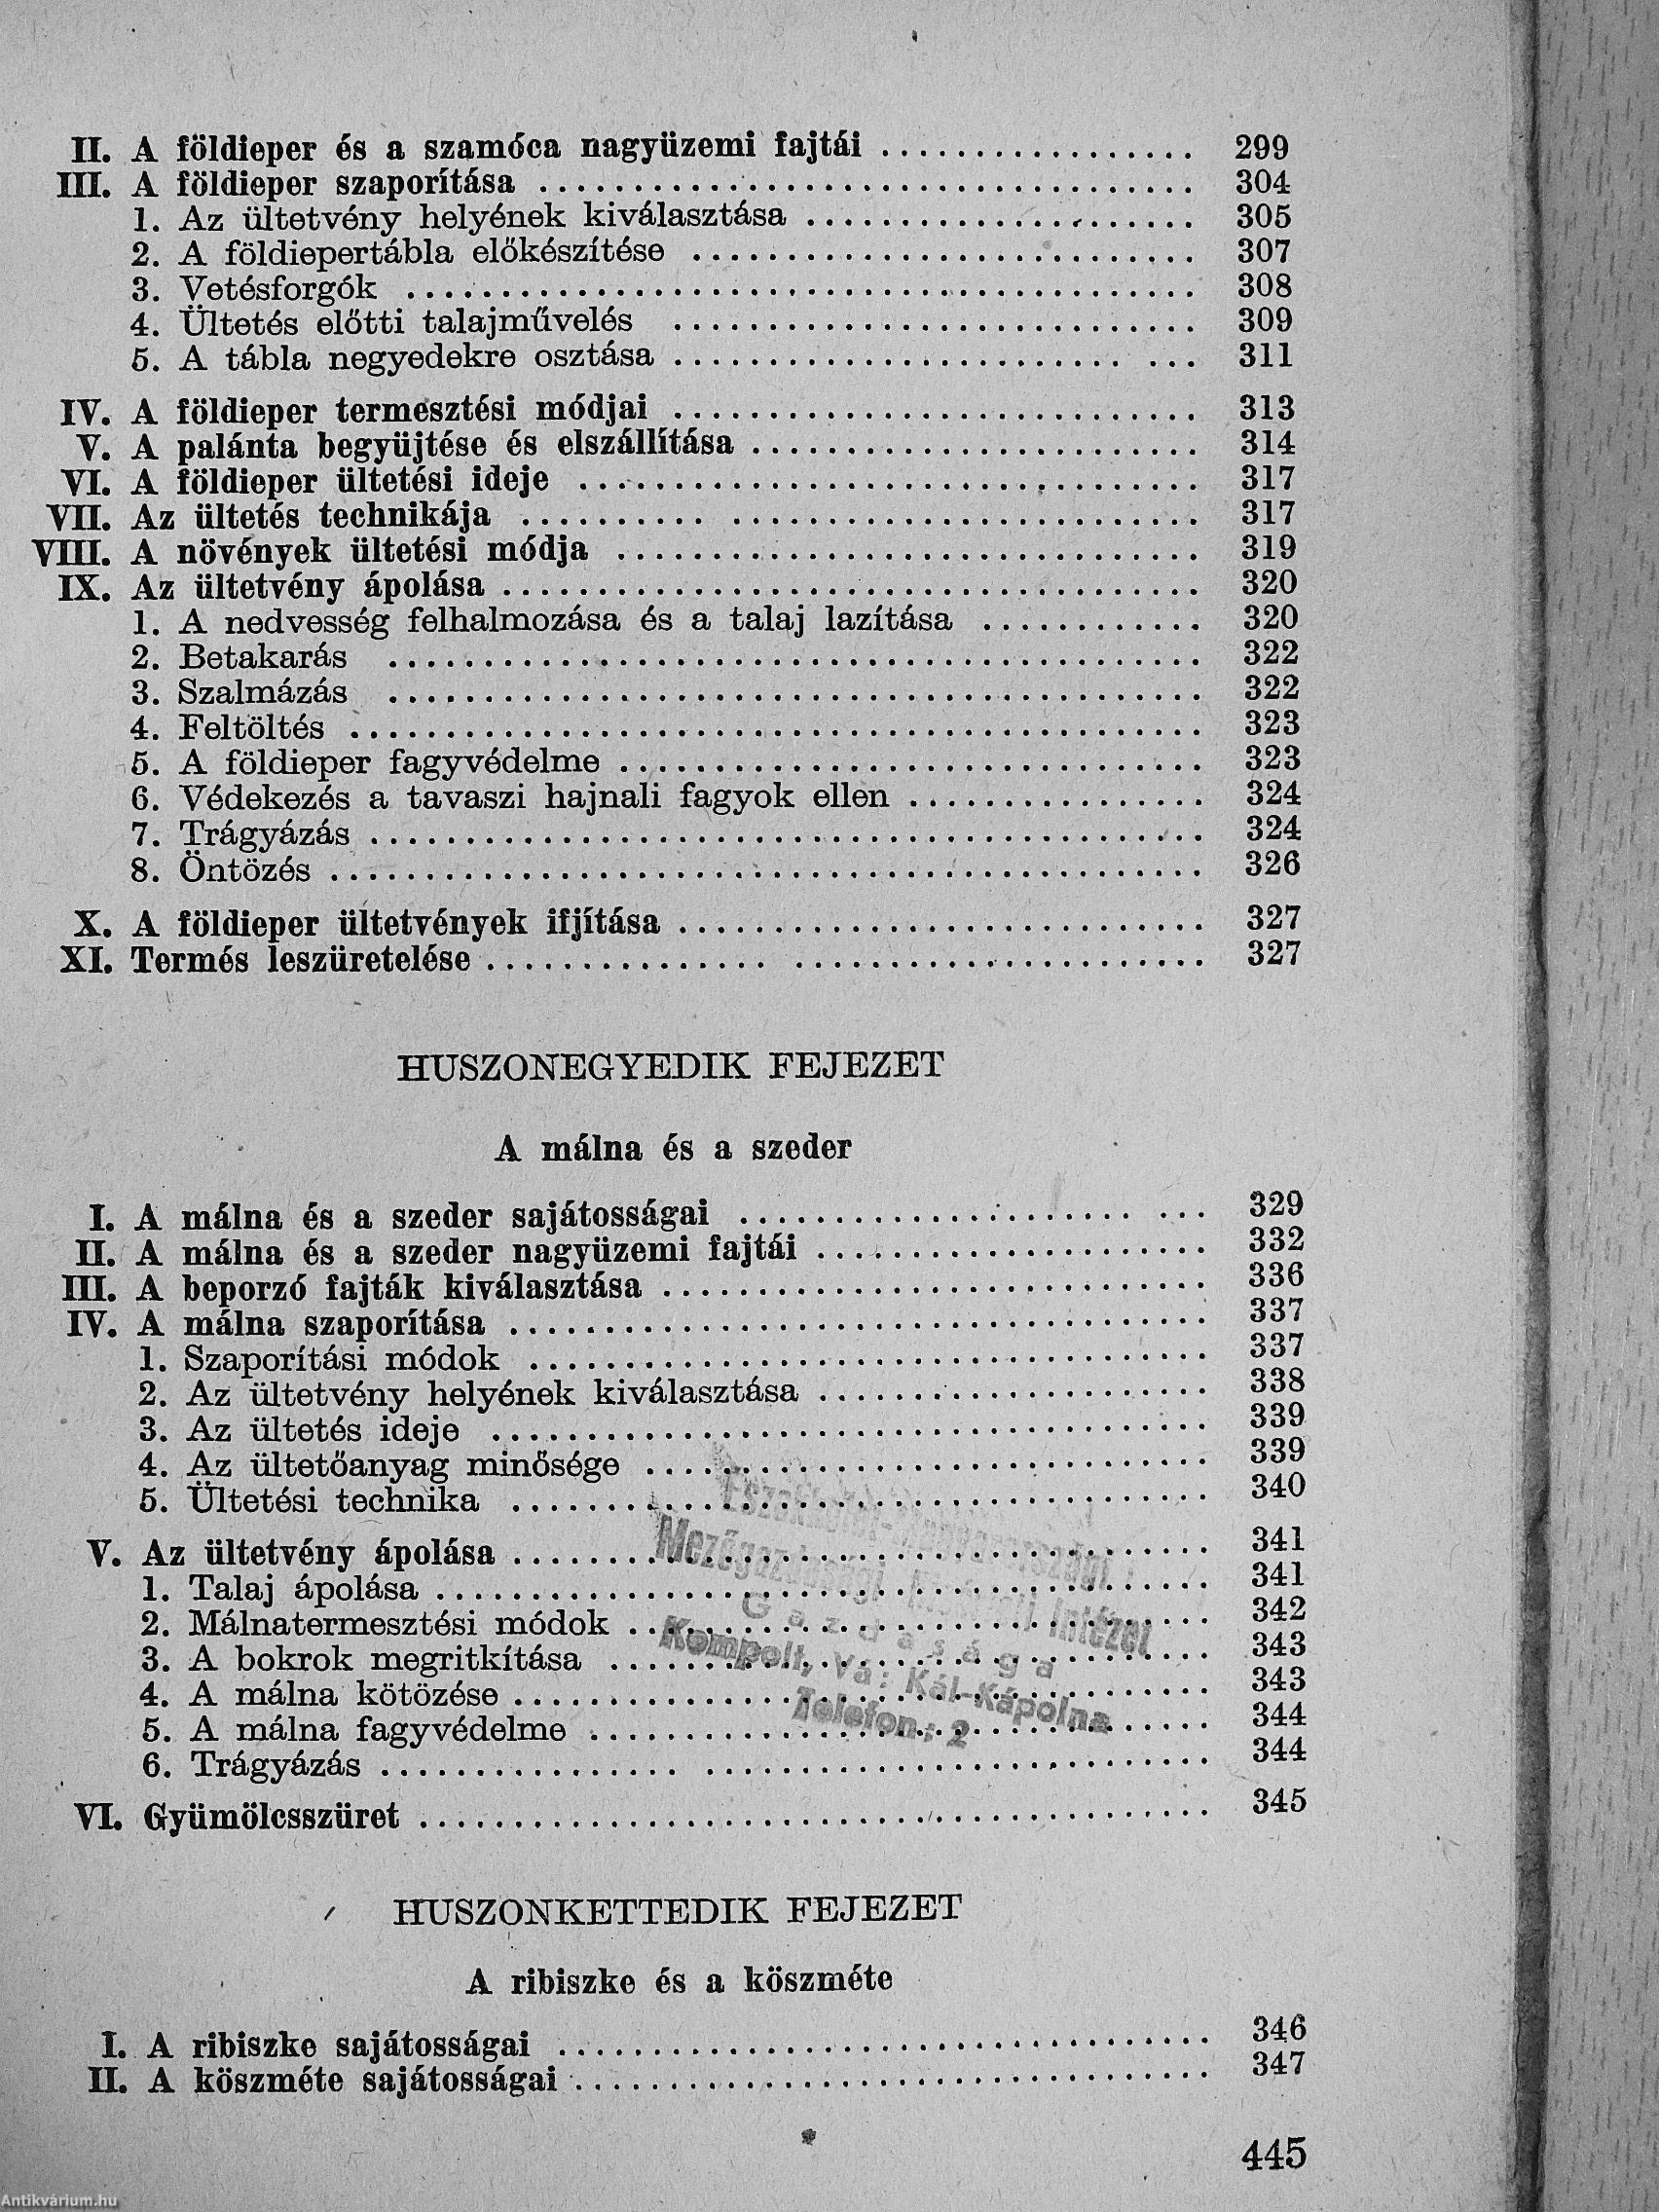 II. A földieper és a szamóca nagyüzemi fajtái ................ 299
III. A földieper szaporítása ................ 304
1. Az ültetvény helyének kiválasztása ................ 305
2. A földiepertábla előkészítése ................ 307
3. Vetésforgók ................ 308
4. Ültetés előtti talajművelés ................ 309
5. A tábla negyedekre osztása ................ 311
IV. A földieper termesztési módjai ................ 313
V. A palánta begyüjtése és elszállítása ................ 314
VI. A földieper ültetési ideje ................ 317
VII. Az ültetés technikája ................ 317
VIII. A növények ültetési módja ................ 319
IX. Az ültetvény ápolása ................ 320
1. A nedvesség felhalmozása és a talaj lazítása ................ 320
2. Betakarás ................ 322
3. Szalmázás ................ 322
4. Feltöltés ................ 323
5. A földieper fagyvédelme ................ 323
6. Védekezés a tavaszi hajnali fagyok ellen ................ 324
7. Trágyázás ................ 324
8. Öntözés ................ 326
X. A földieper ültetvények ifjítása ................ 327
XI. Termés leszüretelése ................ 327
HUSZONEGYEDIK FEJEZET
A málna és a szeder
I. A málna és a szeder sajátosságai ................ 329
II. A málna és a szeder nagyüzemi fajtái ................ 332
III. A beporzó fajták kiválasztása ................ 336
IV. A málna szaporítása ................ 337
1. Szaporítási módok ................ 337
2. Az ültetvény helyének kiválasztása ................ 338
3. Az ültetés ideje ................ 339
4. Az ültetőanyag minősége ................ 339
5. Ültetési technika ................ 340
V. Az ültetvény ápolása ................ 341
1. Talaj ápolása ................ 341
2. Málnatermesztési módok ................ 342
3. A bokrok megritkítása ................ 343
4. A málna kötözése ................ 343
5. A málna fagyvédelme ................ 344
6. Trágyázás ................ 344
Intézet
Gazdasága
Kompolt, Vá: Kál-Kápolna
Telefon: 2
VI. Gyümölcsszüret ................ 345
HUSZONKETTEDIK FEJEZET
A ribiszke és a köszméte
I. A ribiszke sajátosságai ................ 346
II. A köszméte sajátosságai ................ 347
445
Antikvárium.hu